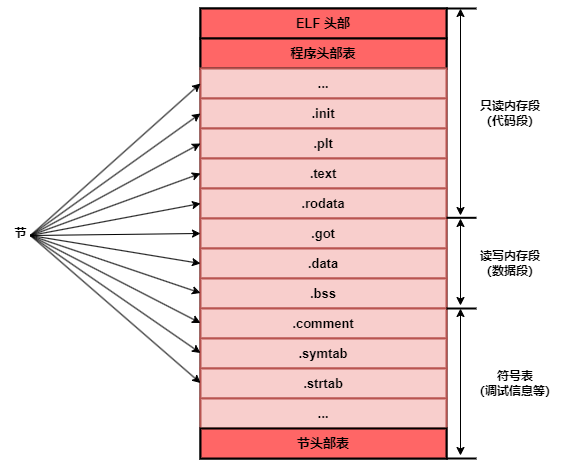 ELF 头部
程序头部表
...
.init
.plt
.text
.rodata
.got
.data
.bss
.comment
.symtab
.strtab
...
节头部表
节
只读内存段
(代码段)
读写内存段
(数据段)
符号表
(调试信息等)